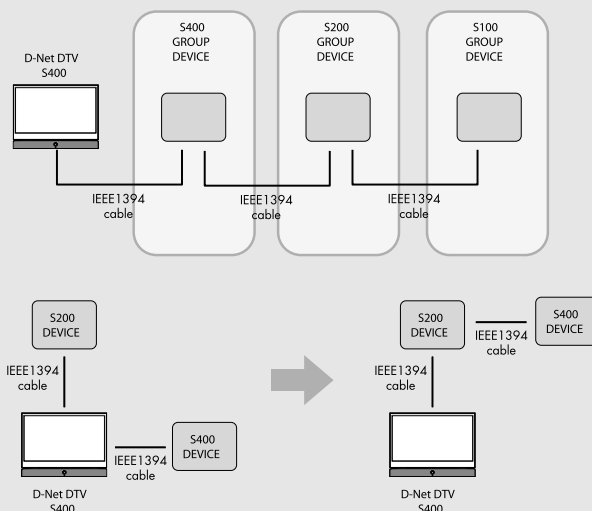 S400
GROUP
DEVICE
S200
GROUP
DEVICE
S100
GROUP
DEVICE
D-Net DTV
S400
IEEE1394
cable
IEEE1394
cable
IEEE1394
cable
S200
DEVICE
IEEE1394
cable
S400
DEVICE
IEEE1394
cable
D-Net DTV
S400
S200
DEVICE
S400
DEVICE
IEEE1394
cable
IEEE1394
cable
D-Net DTV
S400